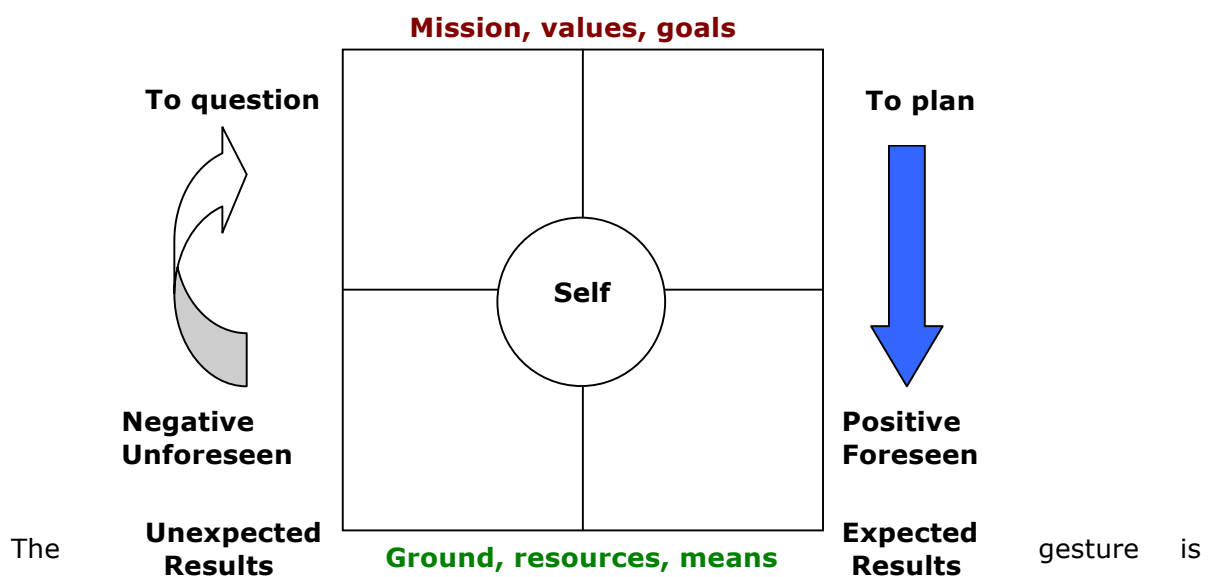 Mission, values, goals
To question
To plan
Self
Negative
Unforeseen
Positive
Foreseen
The
Unexpected
Results
Ground, resources, means
Expected
Results
gesture is